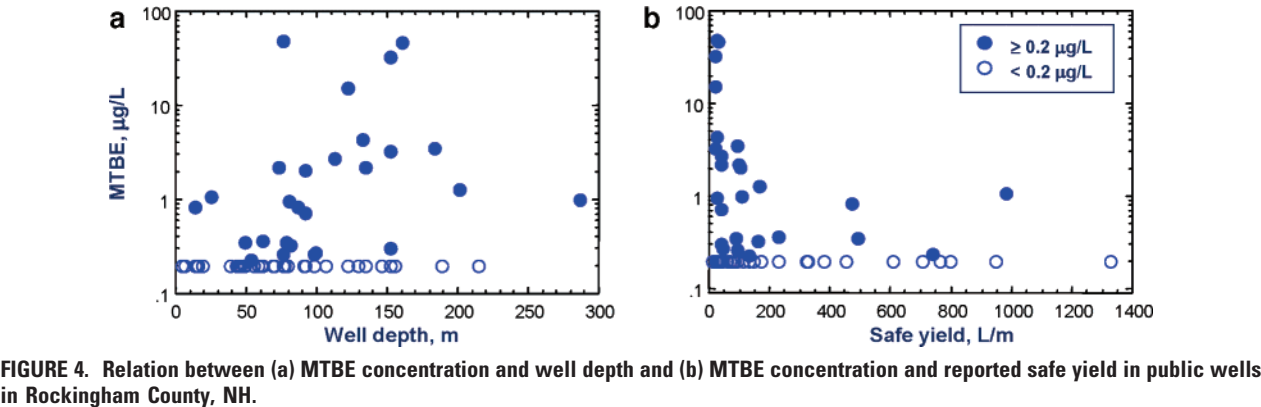 a
100
10
1
.1
MTBE, µg/L
0 50 100 150 200 250 300
Well depth, m
b
100
10
1
.1
≥ 0.2 µg/L
< 0.2 µg/L
0 200 400 600 800 1000 1200 1400
Safe yield, L/m
FIGURE 4. Relation between (a) MTBE concentration and well depth and (b) MTBE concentration and reported safe yield in public wells
in Rockingham County, NH.